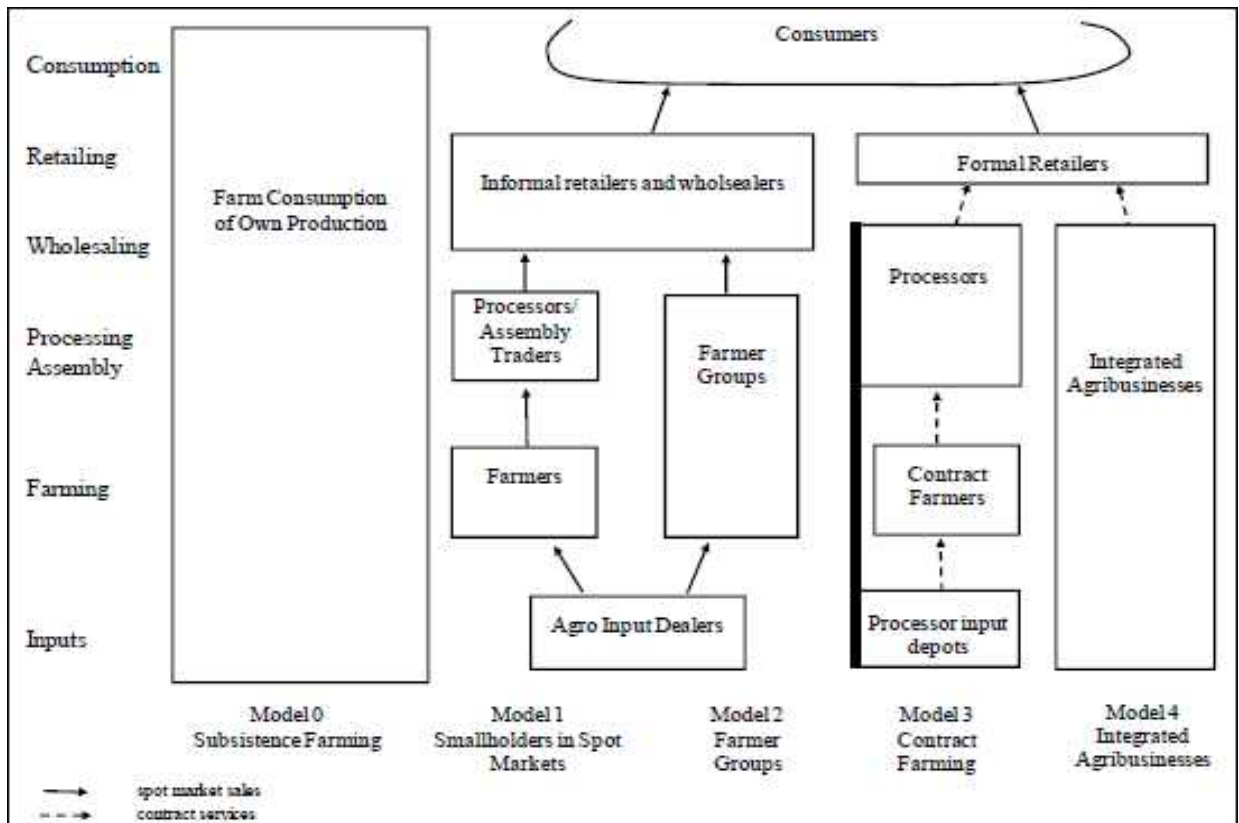 Consumers
Consumption
Retailing
Informal retailers and wholsealers
Formal Retailers
Farm Consumption
of Own Production
Wholesaling
Processors
Processors/
Assembly
Traders
Processing
Assembly
Farmer
Groups
Integrated
Agribusinesses
Farming
Farmers
Contract
Farmers
Inputs
Agro Input Dealers
Processor input
depots
Model 0
Subsistence Farming
Model 1
Smallholders in Spot
Markets
Model 2
Farmer
Groups
Model 3
Contract
Farming
Model 4
Integrated
Agribusinesses
spot market sales
contract services